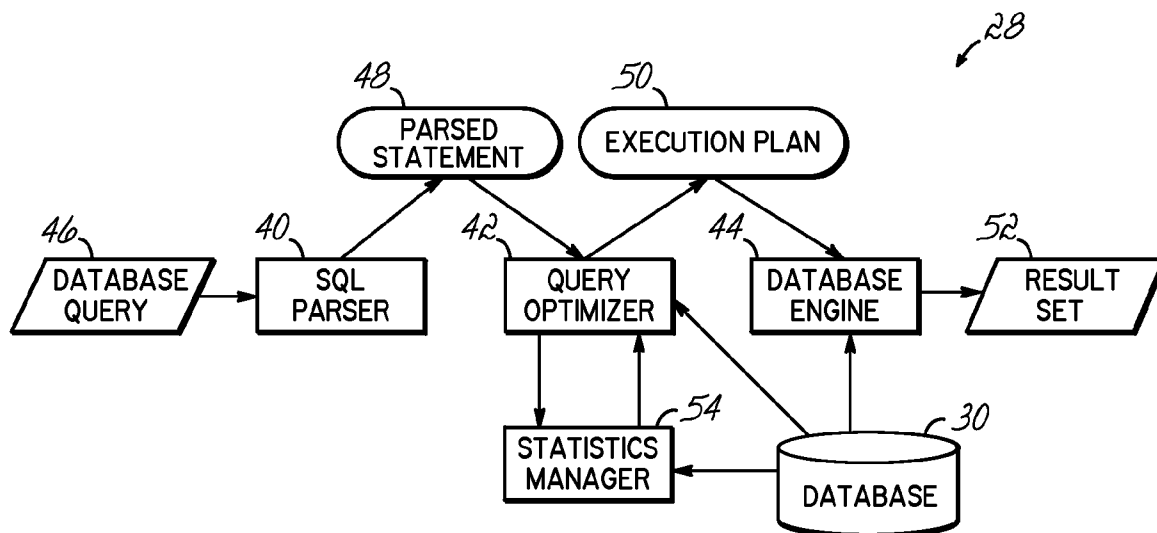 28
48
PARSED
STATEMENT
50
EXECUTION PLAN
46
DATABASE
QUERY
40
SQL
PARSER
42
QUERY
OPTIMIZER
44
DATABASE
ENGINE
52
RESULT
SET
54
STATISTICS
MANAGER
30
DATABASE